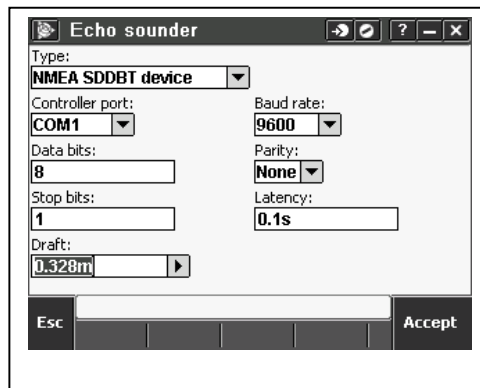 Echo sounder ? – ×
Type:
NMEA SDDBT device
Controller port: Baud rate:
COM1 9600
Data bits: Parity:
8 None
Stop bits: Latency:
1 0.1s
Draft:
0.328m
Esc Accept